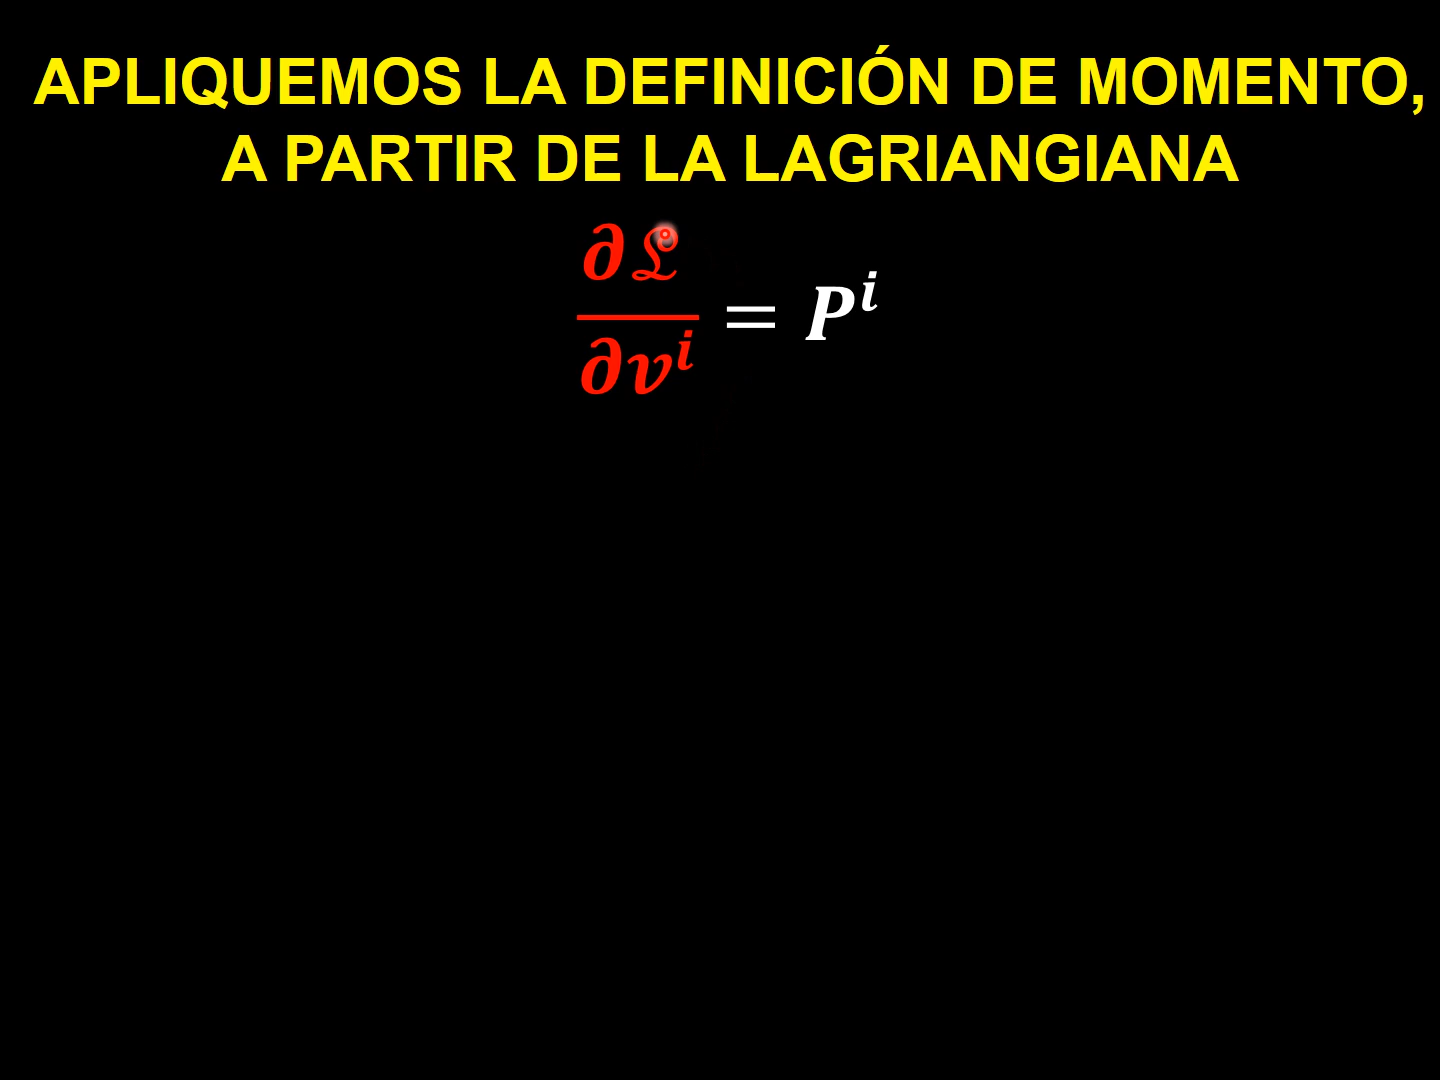 APLIQUEMOS LA DEFINICIÓN DE MOMENTO,
A PARTIR DE LA LAGRIANGIANA
∂ℒ/∂vⁱ = Pⁱ